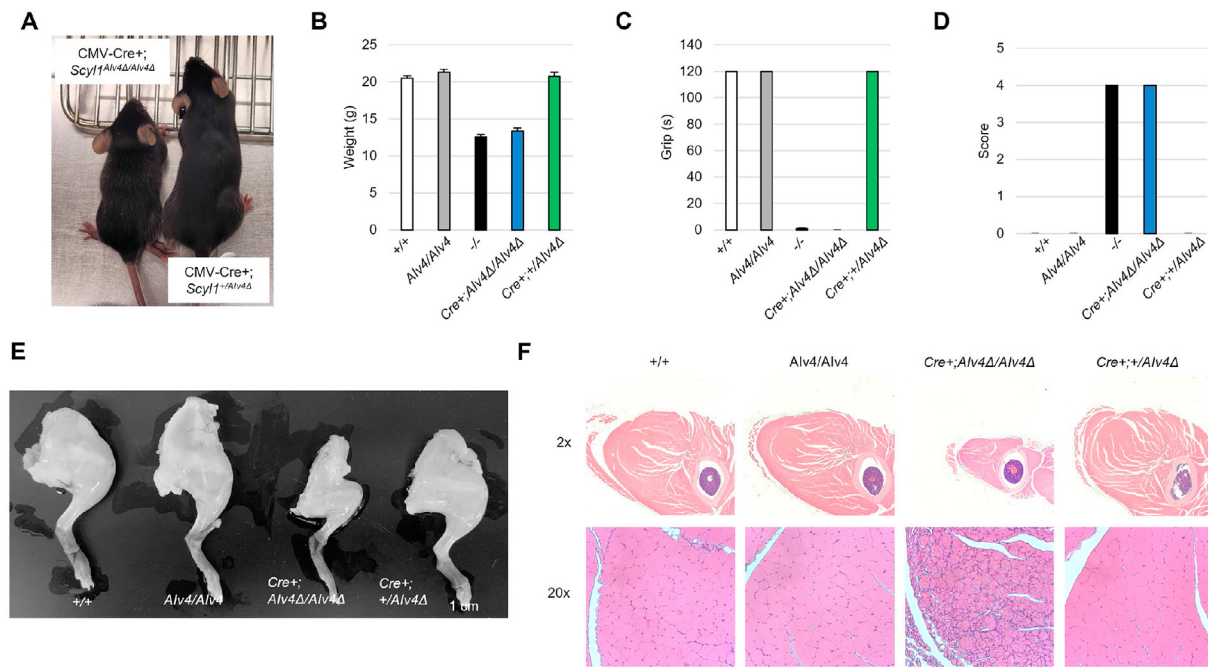 A
CMV-Cre+;
Scyl1Alv4Δ/Alv4Δ
CMV-Cre+;
Scyl1+/Alv4Δ
B
Weight (g)
25
20
15
10
5
0
+/+
Alv4/Alv4
-/-
Cre+;Alv4Δ/Alv4Δ
Cre+;+/Alv4Δ
C
Grip (s)
140
120
100
80
60
40
20
0
+/+
Alv4/Alv4
-/-
Cre+;Alv4Δ/Alv4Δ
Cre+;+/Alv4Δ
D
Score
5
4
3
2
1
0
+/+
Alv4/Alv4
-/-
Cre+;Alv4Δ/Alv4Δ
Cre+;+/Alv4Δ
E
+/+
Alv4/Alv4
Cre+;
Alv4Δ/Alv4Δ
Cre+;
+/Alv4Δ
1 cm
F
+/+
Alv4/Alv4
Cre+;Alv4Δ/Alv4Δ
Cre+;+/Alv4Δ
2x
20x